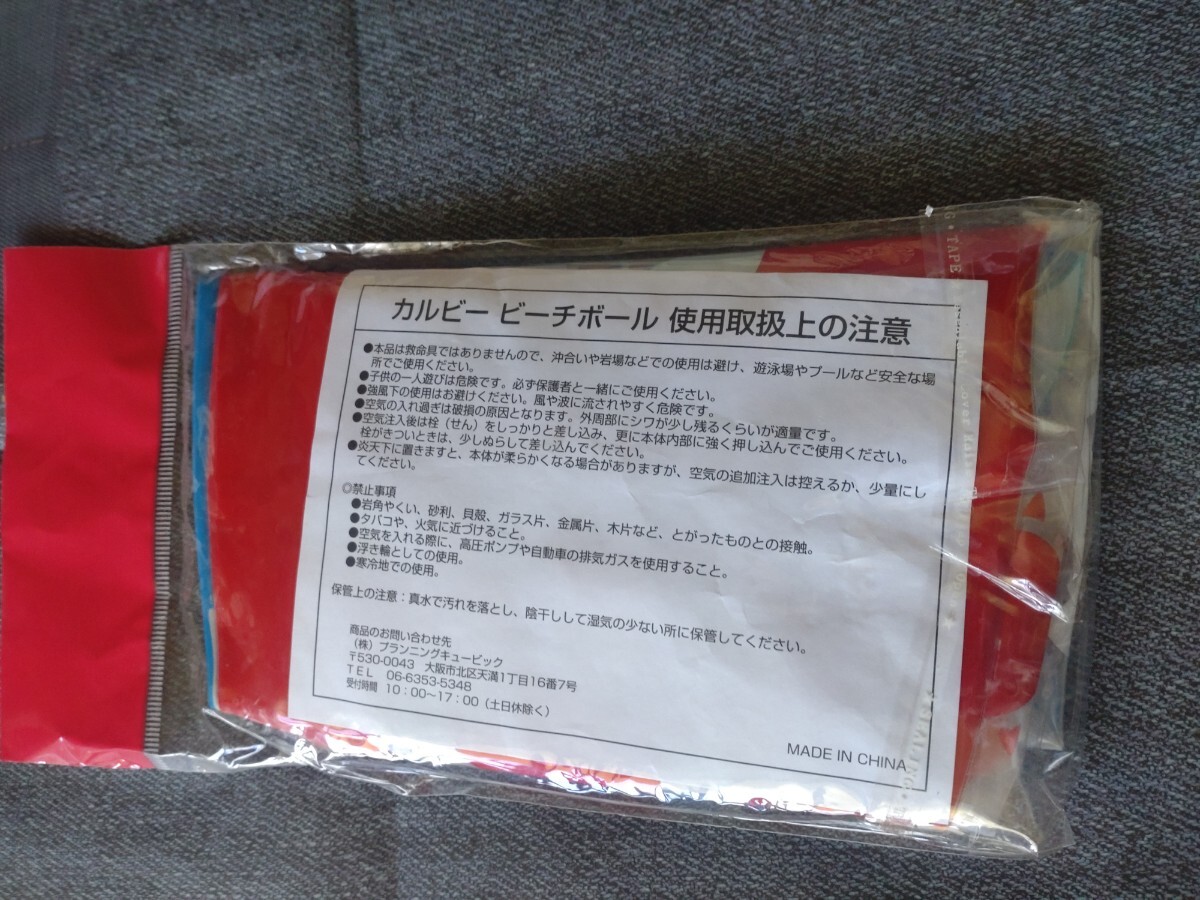 カルビー ビーチボール 使用取扱上の注意
●本品は救命具ではありませんので、沖合いや岩場などでの使用は避け、遊泳場やプールなど安全な場
所でご使用ください。
●子供の一人遊びは危険です。必ず保護者と一緒にご使用ください。
●強風下の使用はお避けください。風や波に流されやすく危険です。
●空気の入れ過ぎは破損の原因となります。外周部にシワが少し残るくらいが適量です。
●空気注入後は栓（せん）をしっかりと差し込み、更に本体内部に強く押し込んでご使用ください。
栓がきついときは、少しぬらして差し込んでください。
●炎天下に置きますと、本体が柔らかくなる場合がありますが、空気の追加注入は控えるか、少量にし
てください。
◎禁止事項
●岩角やくい、砂利、貝殻、ガラス片、金属片、木片など、とがったものとの接触。
●タバコや、火気に近づけること。
●空気を入れる際に、高圧ポンプや自動車の排気ガスを使用すること。
●浮き輪としての使用。
●寒冷地での使用。
保管上の注意：真水で汚れを落とし、陰干しして湿気の少ない所に保管してください。
商品のお問い合わせ先
（株）プランニングキュービック
〒530-0043 大阪市北区天満1丁目16番7号
ＴＥＬ 06-6353-5348
受付時間 10：00～17：00（土日休除く）
MADE IN CHINA
TAPE